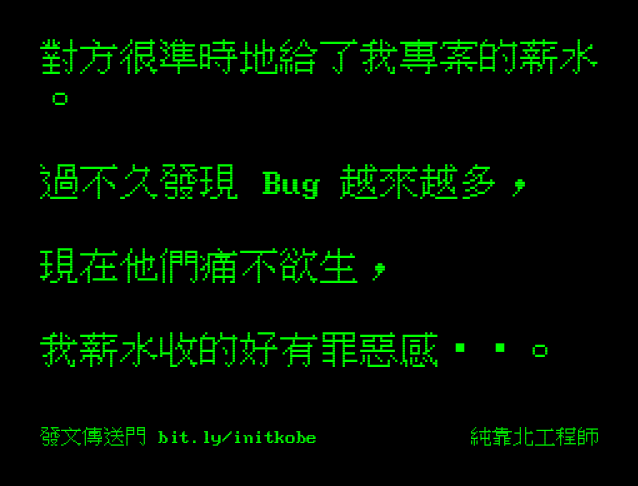 對方很準時地給了我專案的薪水
。
過不久發現 Bug 越來越多，
現在他們痛不欲生，
我薪水收的好有罪惡感‧‧。
發文傳送門 bit.ly/initkobe
純靠北工程師